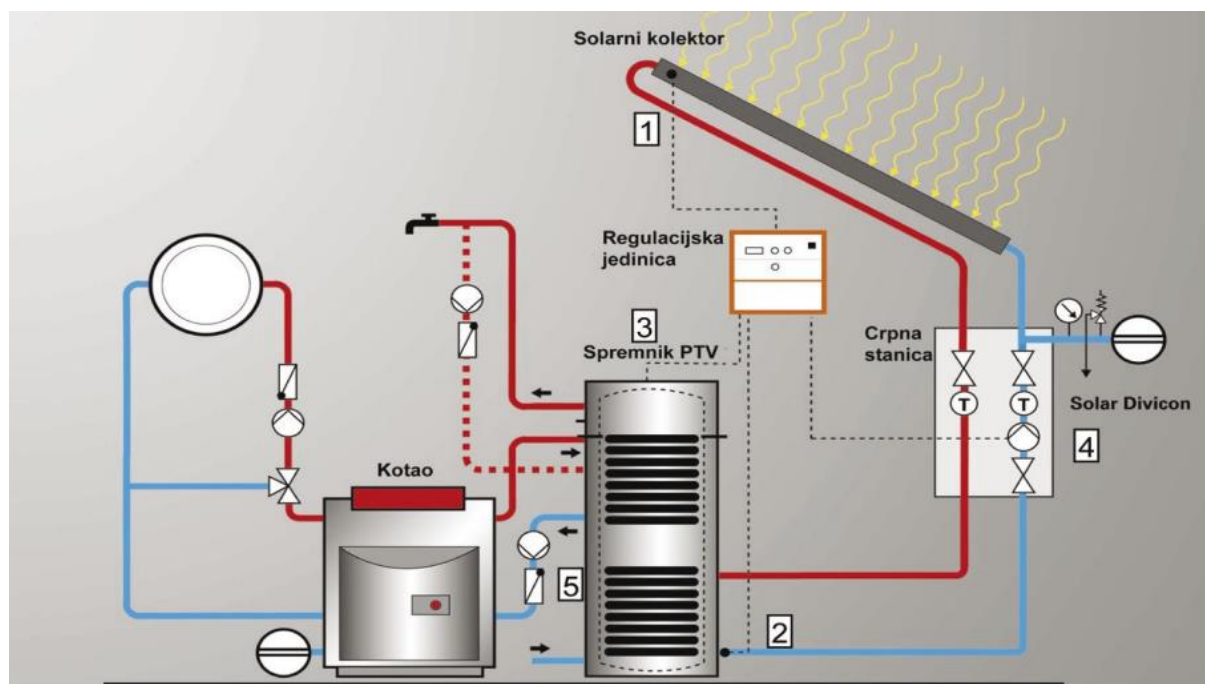 Solarni kolektor
1
Regulacijska
jedinica
3
Spremnik PTV
Crpna
stanica
T
T
Solar Divicon
4
Kotao
5
2